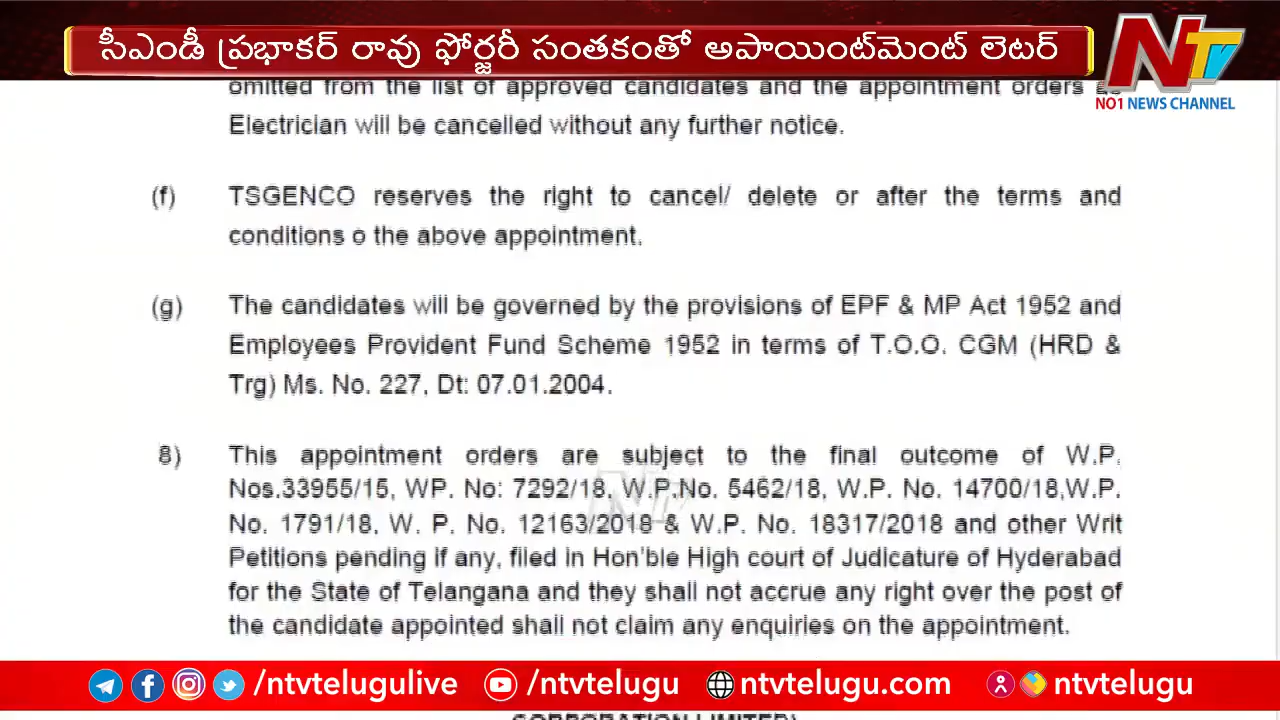 సీఎండీ ప్రభాకర్ రావు ఫోర్జరీ సంతకంతో అపాయింట్‌మెంట్ లెటర్
NTV
NO1 NEWS CHANNEL
omitted from the list of approved candidates and the appointment orders as
Electrician will be cancelled without any further notice.
(f) TSGENCO reserves the right to cancel/ delete or after the terms and
conditions o the above appointment.
(g) The candidates will be governed by the provisions of EPF & MP Act 1952 and
Employees Provident Fund Scheme 1952 in terms of T.O.O. CGM (HRD &
Trg) Ms. No. 227, Dt: 07.01.2004.
8) This appointment orders are subject to the final outcome of W.P.
Nos.33955/15, WP. No: 7292/18, W.P.No. 5462/18, W.P. No. 14700/18,W.P.
No. 1791/18, W. P. No. 12163/2018 & W.P. No. 18317/2018 and other Writ
Petitions pending if any, filed in Hon'ble High court of Judicature of Hyderabad
for the State of Telangana and they shall not accrue any right over the post of
the candidate appointed shall not claim any enquiries on the appointment.
/ntvtelugulive /ntvtelugu ntvtelugu.com ntvtelugu
CORPORATION LIMITED)